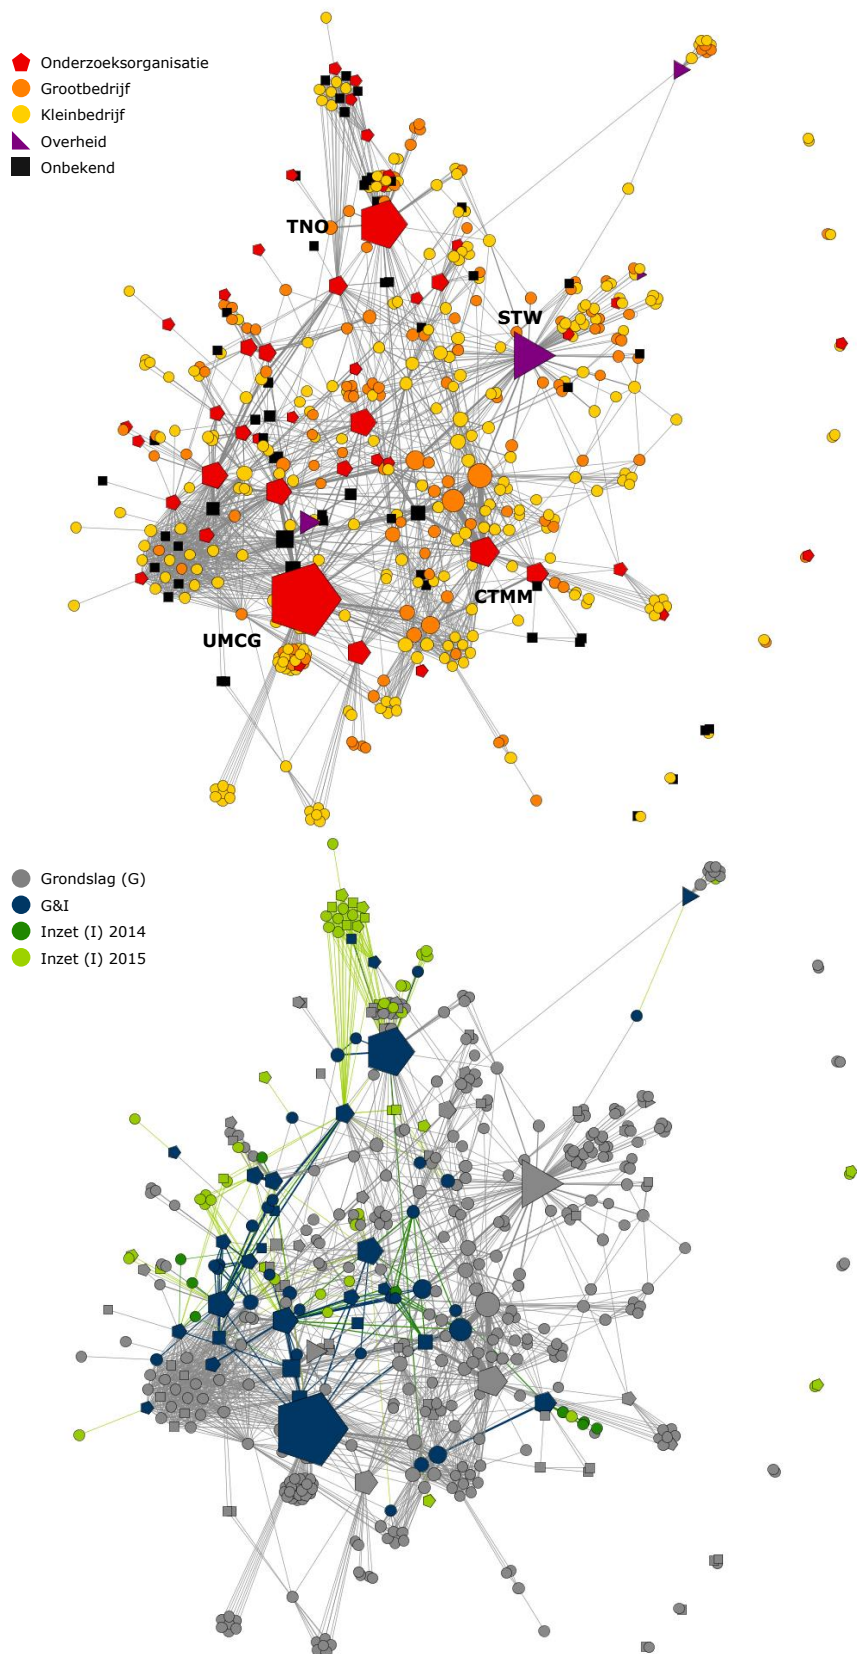 Onderzoeksorganisatie
Grootbedrijf
Kleinbedrijf
Overheid
Onbekend
TNO
STW
CTMM
UMCG
Grondslag (G)
G&I
Inzet (I) 2014
Inzet (I) 2015